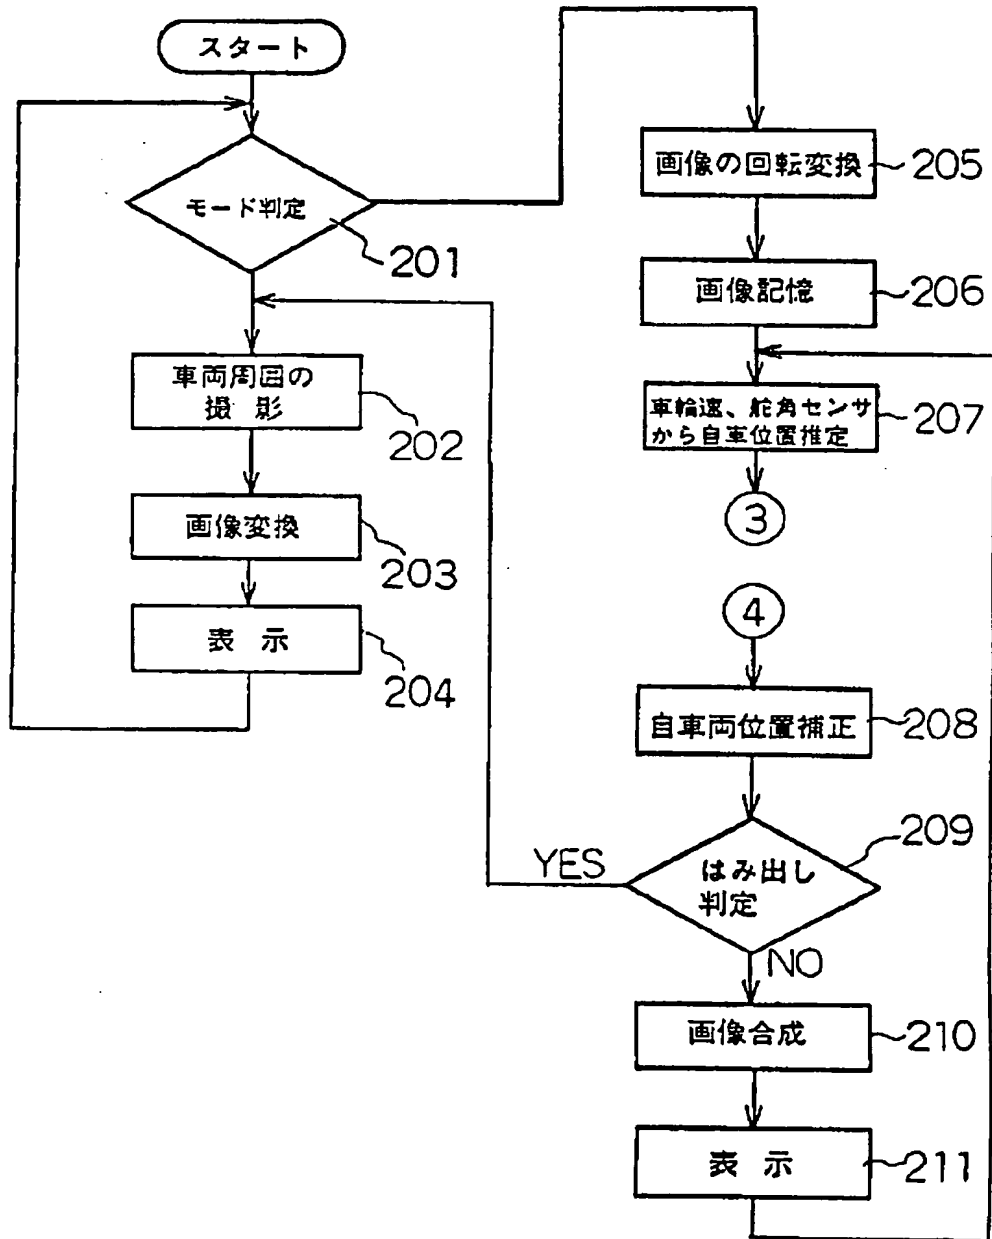 スタート
モード判定
201
車両周囲の
撮影
202
画像変換
203
表示
204
画像の回転変換
205
画像記憶
206
車輪速、舵角センサ
から自車位置推定
207
③
④
自車両位置補正
208
はみ出し
判定
209
YES
NO
画像合成
210
表示
211